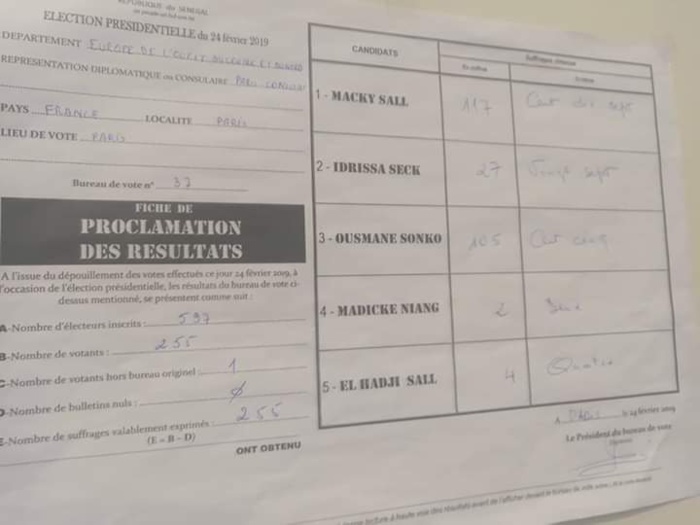 REPUBLIQUE du SENEGAL
ELECTION PRESIDENTIELLE du 24 février 2019
DEPARTEMENT EUROPE DE L'OUEST
REPRESENTATION DIPLOMATIQUE ou CONSULAIRE
PAYS FRANCE LOCALITE PARIS
LIEU DE VOTE PARIS
Bureau de vote n° 37
FICHE DE
PROCLAMATION
DES RESULTATS
A l'issue du dépouillement des votes effectués ce jour 24 février 2019, à
l'occasion de l'élection présidentielle, les résultats du bureau de vote ci-
dessus mentionné, se présentent comme suit :
A-Nombre d'électeurs inscrits : 597
B-Nombre de votants : 255
C-Nombre de votants hors bureau originel : 1
D-Nombre de bulletins nuls : ø
E-Nombre de suffrages valablement exprimés : 255
(E = B - D)
ONT OBTENU
CANDIDATS
1 - MACKY SALL 117 Cent dix sept
2 - IDRISSA SECK 27 Vingt sept
3 - OUSMANE SONKO 105 Cent cinq
4 - MADICKE NIANG 2 Deux
5 - EL HADJI SALL 4 Quatre
A PARIS le 24 février 2019
Le Président du bureau de vote